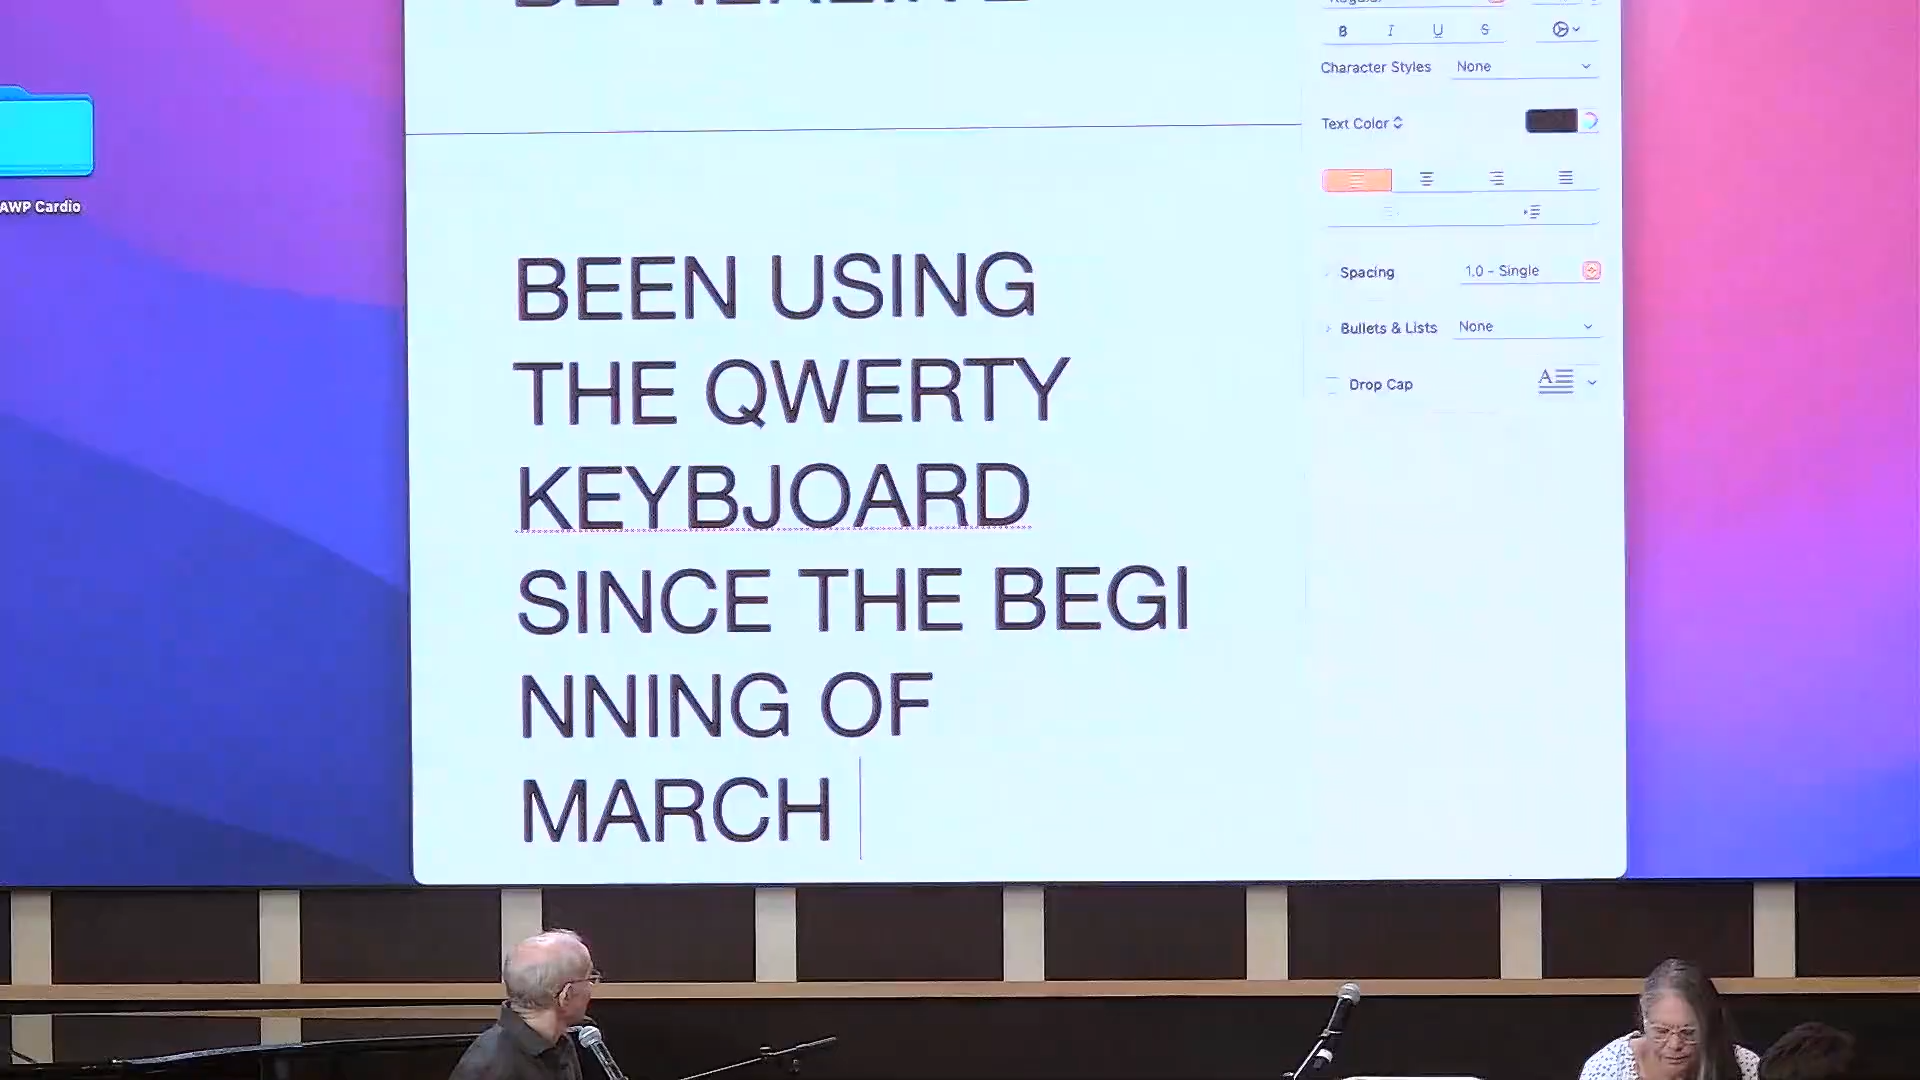 B I U S
Character Styles None
Text Color
AWP Cardio
BEEN USING
THE QWERTY
KEYBJOARD
SINCE THE BEGI
NNING OF
MARCH
Spacing 1.0 - Single
Bullets & Lists None
Drop Cap